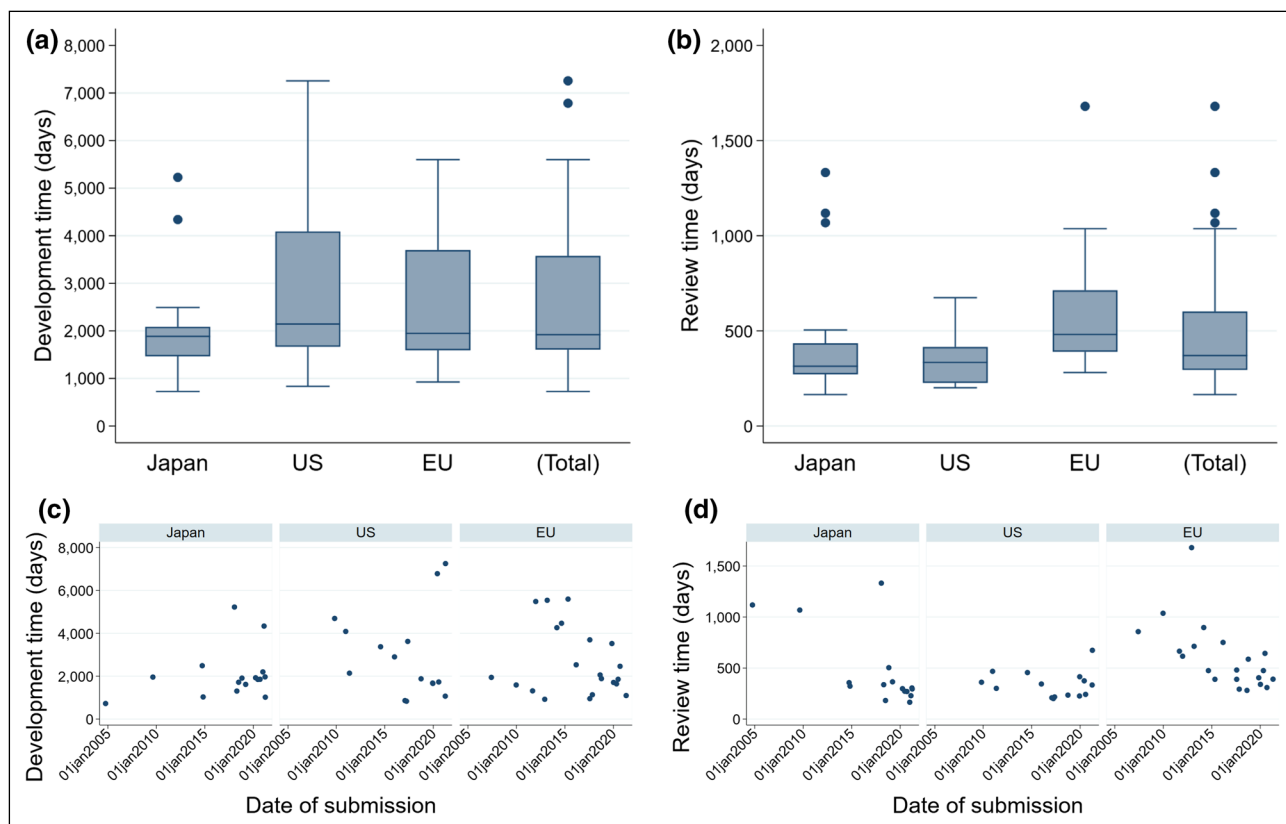 (a)
Development time (days)
8,000
7,000
6,000
5,000
4,000
3,000
2,000
1,000
0
Japan US EU (Total)
(b)
Review time (days)
2,000
1,500
1,000
500
0
Japan US EU (Total)
(c)
Development time (days)
Japan US EU
8,000
6,000
4,000
2,000
0
01jan2005 01jan2010 01jan2015 01jan2020 01jan2005 01jan2010 01jan2015 01jan2020 01jan2005 01jan2010 01jan2015 01jan2020
Date of submission
(d)
Review time (days)
Japan US EU
1,500
1,000
500
0
01jan2005 01jan2010 01jan2015 01jan2020 01jan2005 01jan2010 01jan2015 01jan2020 01jan2005 01jan2010 01jan2015 01jan2020
Date of submission